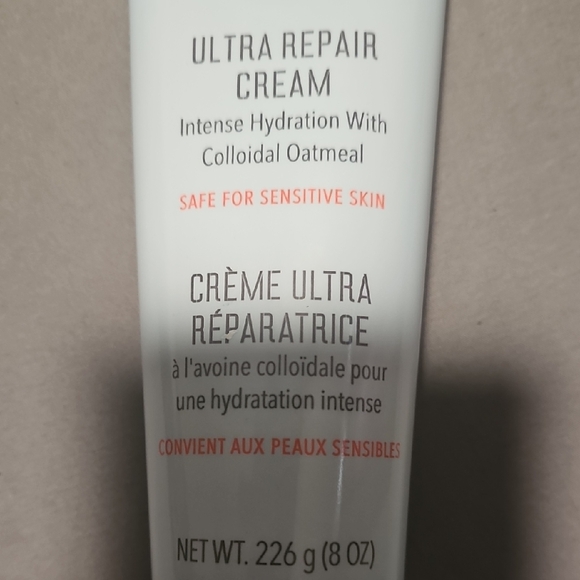 ULTRA REPAIR
CREAM
Intense Hydration With
Colloidal Oatmeal
SAFE FOR SENSITIVE SKIN
CRÈME ULTRA
RÉPARATRICE
à l'avoine colloïdale pour
une hydratation intense
CONVIENT AUX PEAUX SENSIBLES
NET WT. 226 g (8 OZ)